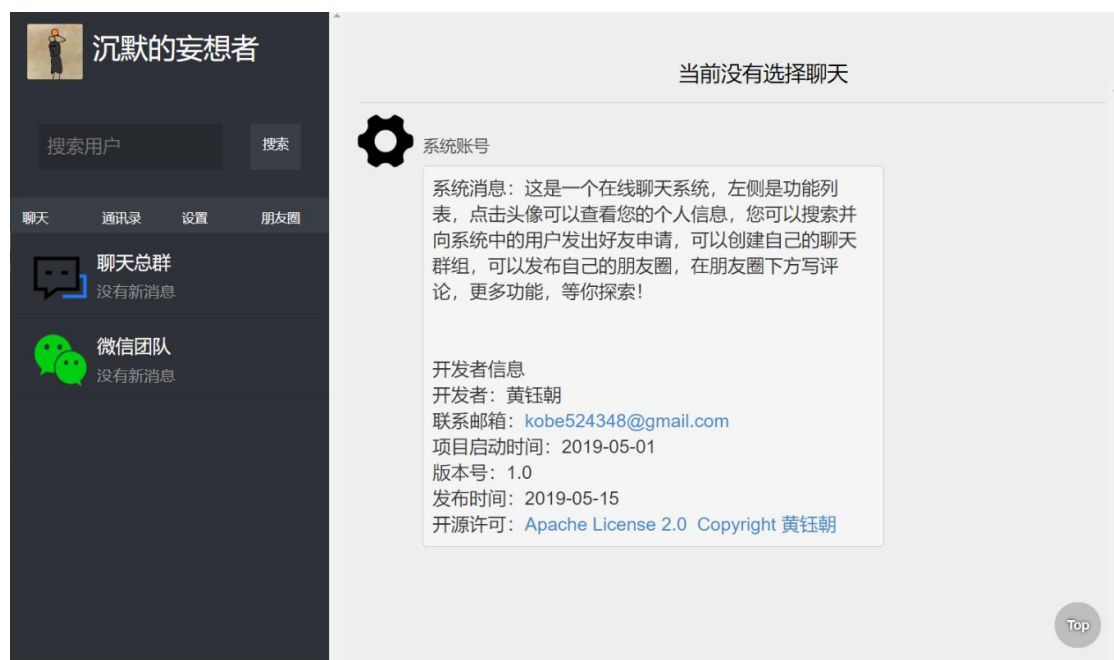 沉默的妄想者
搜索用户
搜索
聊天
通讯录
设置
朋友圈
聊天总群
没有新消息
微信团队
没有新消息
当前没有选择聊天
系统账号
系统消息：这是一个在线聊天系统，左侧是功能列
表，点击头像可以查看您的个人信息，您可以搜索并
向系统中的用户发出好友申请，可以创建自己的聊天
群组，可以发布自己的朋友圈，在朋友圈下方写评
论，更多功能，等你探索！
开发者信息
开发者：黄钰朝
联系邮箱：kobe524348@gmail.com
项目启动时间：2019-05-01
版本号：1.0
发布时间：2019-05-15
开源许可：Apache License 2.0 Copyright 黄钰朝
Top